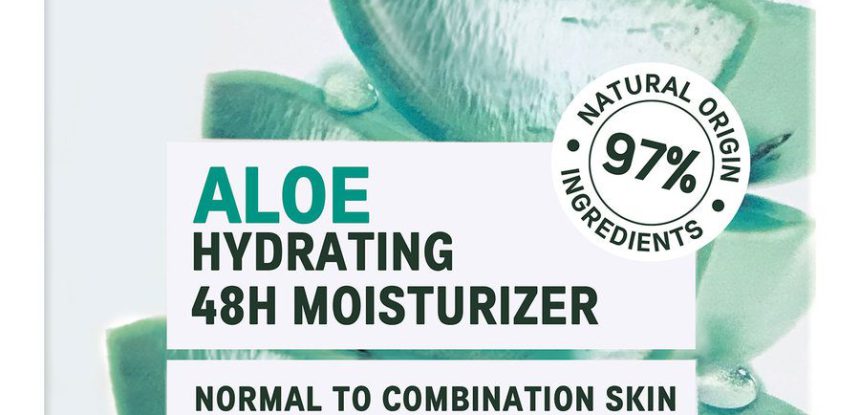 ALOE
HYDRATING
48H MOISTURIZER
NORMAL TO COMBINATION SKIN
NATURAL ORIGIN
97%
INGREDIENTS